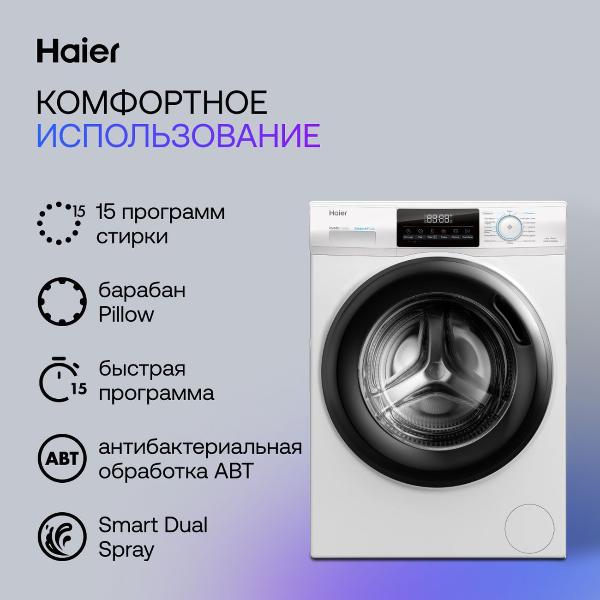 Haier
КОМФОРТНОЕ
ИСПОЛЬЗОВАНИЕ
15
15 программ
стирки
барабан
Pillow
15
быстрая
программа
ABT
антибактериальная
обработка ABT
Smart Dual
Spray
Haier